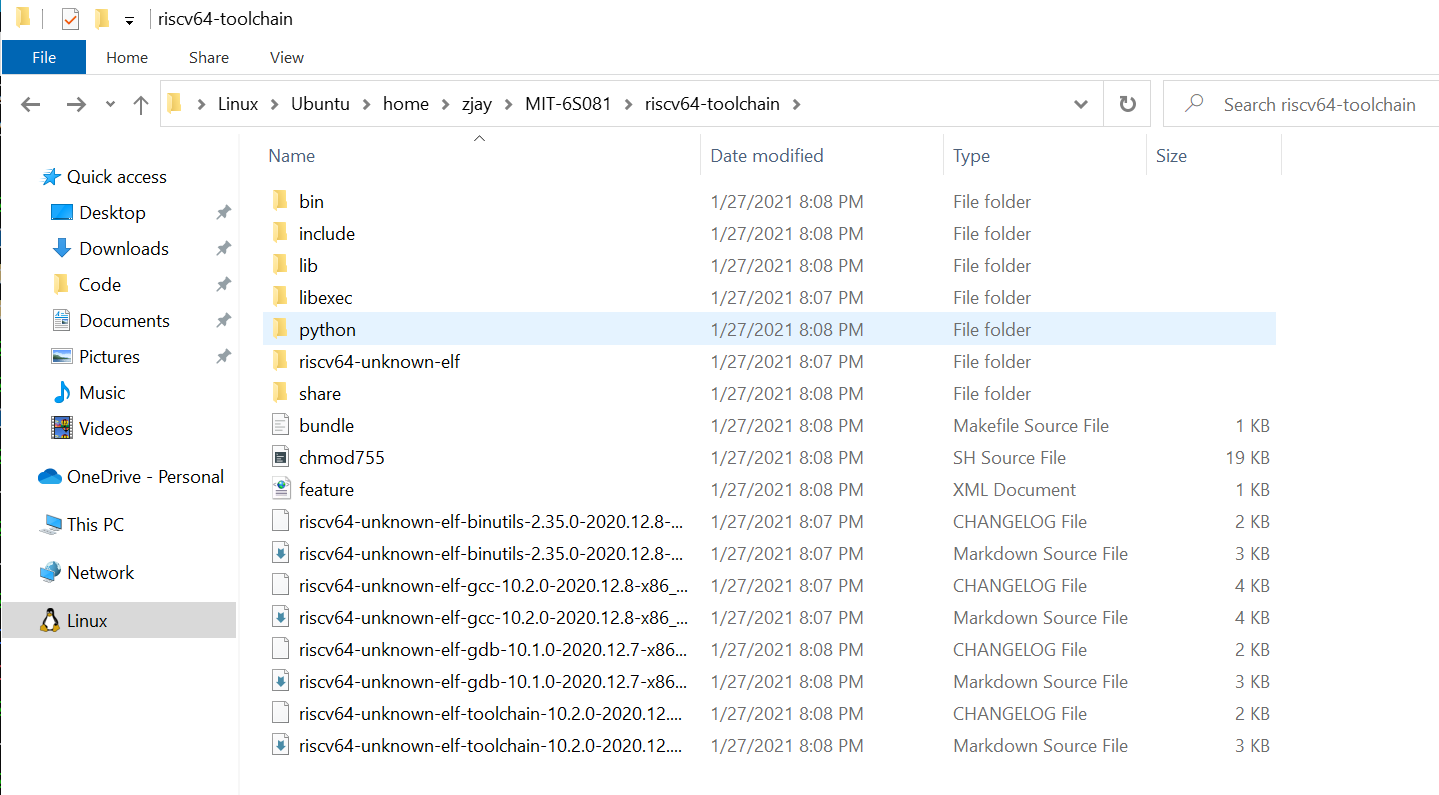 riscv64-toolchain
File Home Share View
Linux Ubuntu home zjay MIT-6S081 riscv64-toolchain Search riscv64-toolchain
Name Date modified Type Size
Quick access
Desktop
Downloads
Code
Documents
Pictures
Music
Videos
OneDrive - Personal
This PC
Network
Linux
bin 1/27/2021 8:08 PM File folder
include 1/27/2021 8:08 PM File folder
lib 1/27/2021 8:08 PM File folder
libexec 1/27/2021 8:07 PM File folder
python 1/27/2021 8:08 PM File folder
riscv64-unknown-elf 1/27/2021 8:07 PM File folder
share 1/27/2021 8:08 PM File folder
bundle 1/27/2021 8:08 PM Makefile Source File 1 KB
chmod755 1/27/2021 8:08 PM SH Source File 19 KB
feature 1/27/2021 8:08 PM XML Document 1 KB
riscv64-unknown-elf-binutils-2.35.0-2020.12.8-... 1/27/2021 8:07 PM CHANGELOG File 2 KB
riscv64-unknown-elf-binutils-2.35.0-2020.12.8-... 1/27/2021 8:07 PM Markdown Source File 3 KB
riscv64-unknown-elf-gcc-10.2.0-2020.12.8-x86_... 1/27/2021 8:07 PM CHANGELOG File 4 KB
riscv64-unknown-elf-gcc-10.2.0-2020.12.8-x86_... 1/27/2021 8:07 PM Markdown Source File 4 KB
riscv64-unknown-elf-gdb-10.1.0-2020.12.7-x86... 1/27/2021 8:08 PM CHANGELOG File 2 KB
riscv64-unknown-elf-gdb-10.1.0-2020.12.7-x86... 1/27/2021 8:08 PM Markdown Source File 3 KB
riscv64-unknown-elf-toolchain-10.2.0-2020.12.... 1/27/2021 8:08 PM CHANGELOG File 2 KB
riscv64-unknown-elf-toolchain-10.2.0-2020.12.... 1/27/2021 8:08 PM Markdown Source File 3 KB